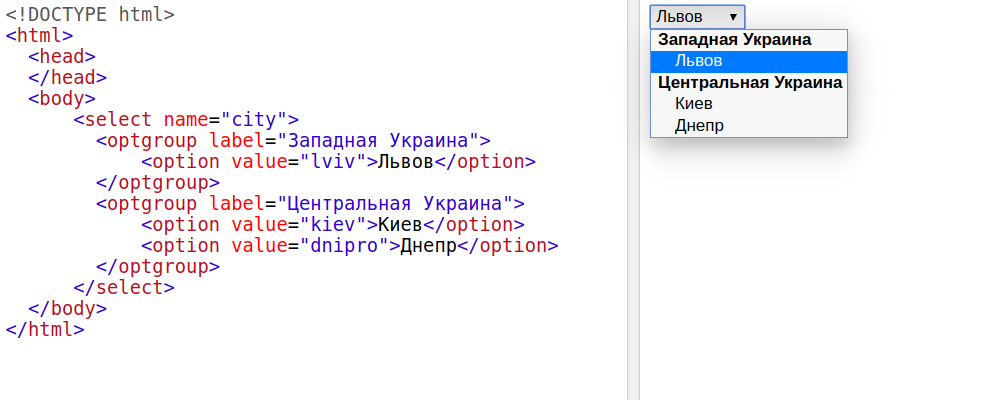 <!DOCTYPE html>
<html>
<head>
</head>
<body>
<select name="city">
<optgroup label="Западная Украина">
<option value="lviv">Львов</option>
</optgroup>
<optgroup label="Центральная Украина">
<option value="kiev">Киев</option>
<option value="dnipro">Днепр</option>
</optgroup>
</select>
</body>
</html>
Львов
Западная Украина
Львов
Центральная Украина
Киев
Днепр